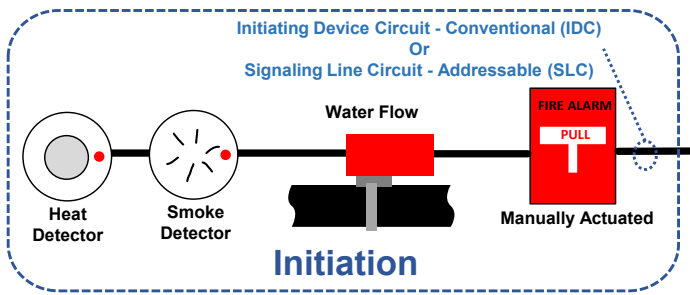 Initiating Device Circuit - Conventional (IDC)
Or
Signaling Line Circuit - Addressable (SLC)
Water Flow
FIRE ALARM
PULL
Heat
Detector
Smoke
Detector
Manually Actuated
Initiation